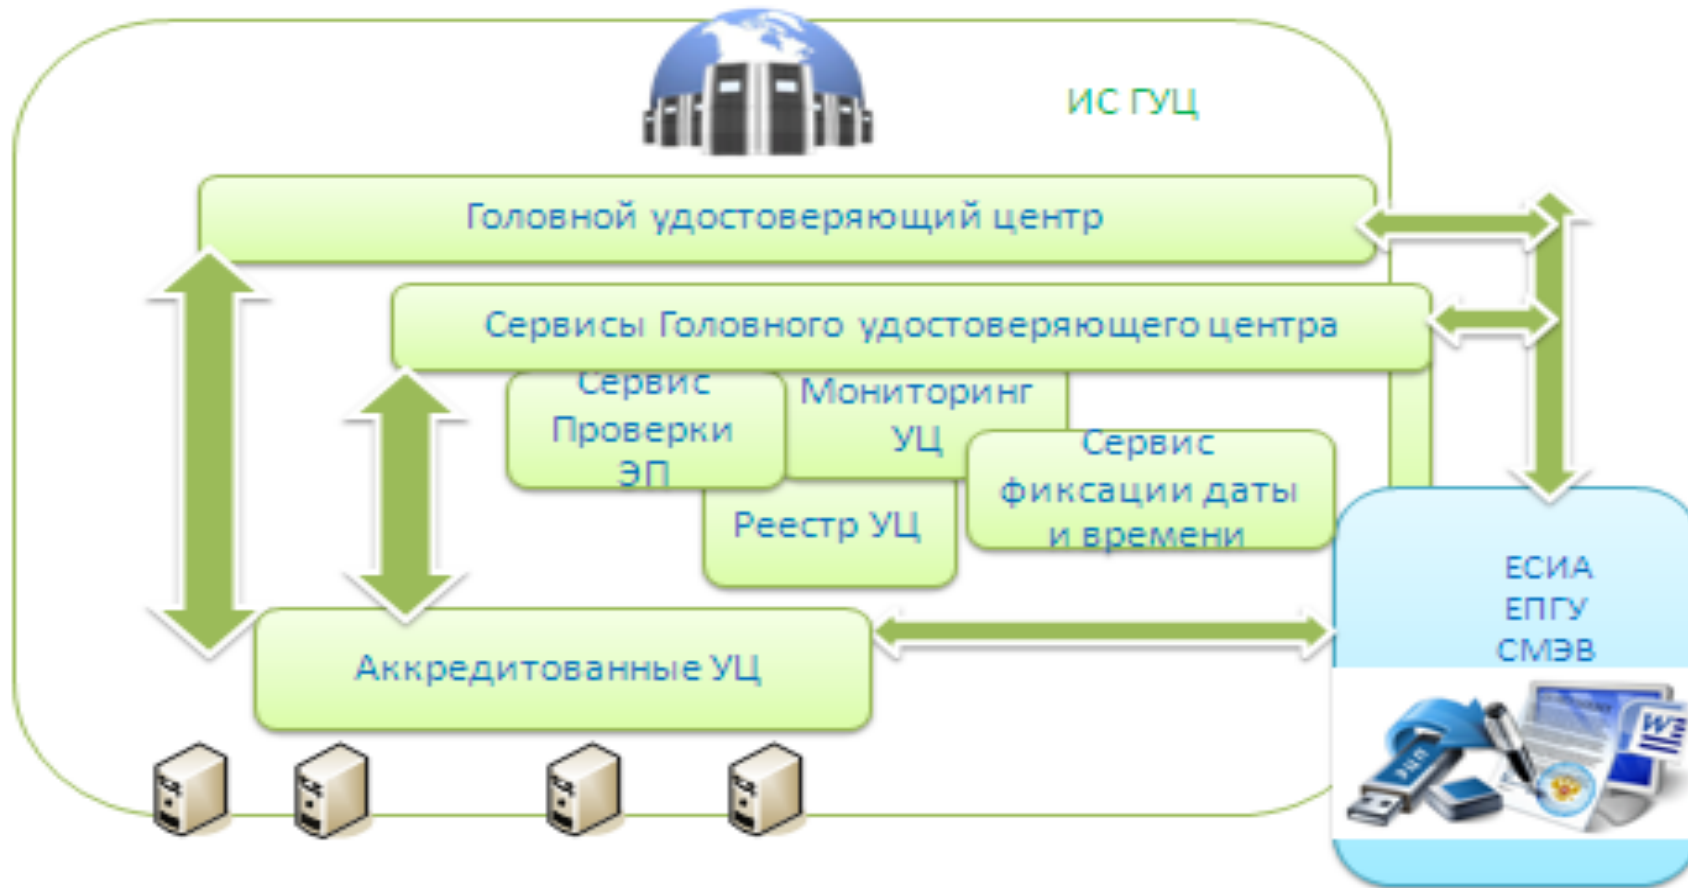 ИС ГУЦ
Головной удостоверяющий центр
Сервисы Головного удостоверяющего центра
Сервис
Проверки
ЭП
Мониторинг
УЦ
Сервис
фиксации даты
и времени
Реестр УЦ
Аккредитованные УЦ
ЕСИА
ЕПГУ
СМЭВ
ЭЦП
W